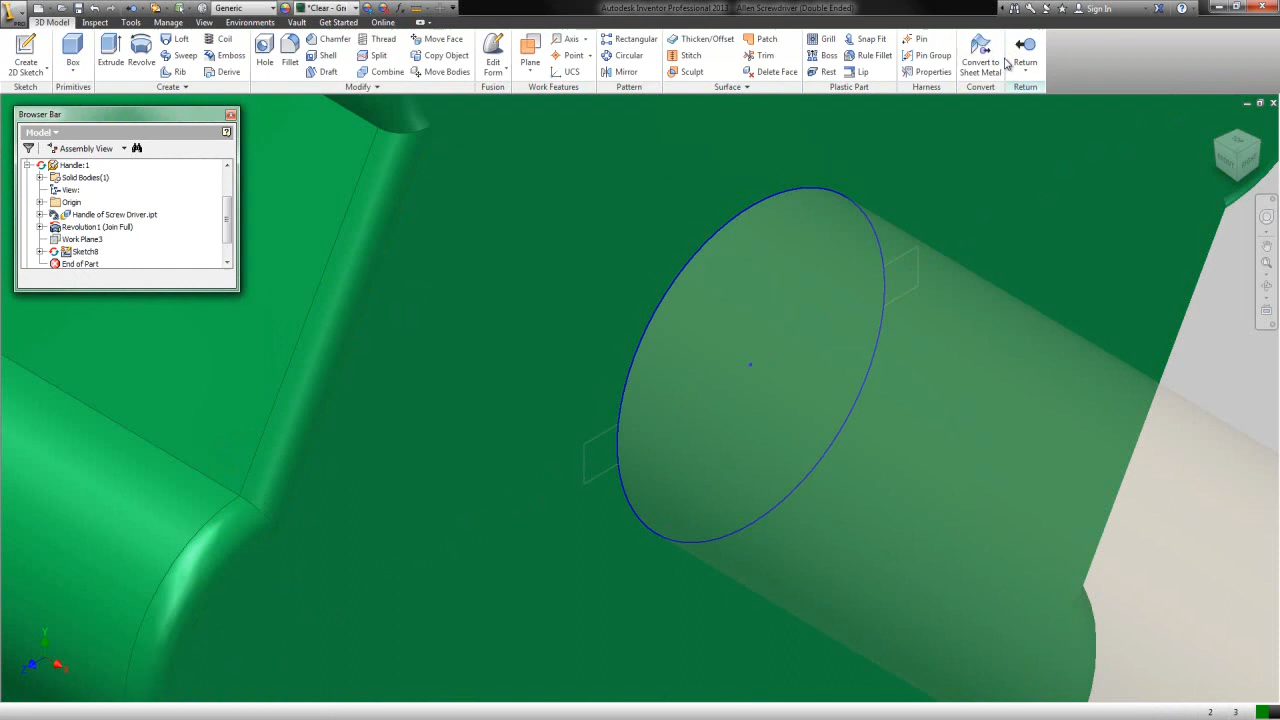 Generic
*Clear - Gr
Autodesk Inventor Professional 2013
Allen Screwdriver (Double Ended)
Sign In
PRO
3D Model
Inspect
Tools
Manage
View
Environments
Vault
Get Started
Online
Create
2D Sketch
Box
Extrude
Revolve
Loft
Coil
Sweep
Emboss
Rib
Derive
Hole
Fillet
Chamfer
Thread
Move Face
Shell
Split
Copy Object
Draft
Combine
Move Bodies
Edit
Form
Plane
Axis
Point
UCS
Rectangular
Circular
Mirror
Thicken/Offset
Patch
Stitch
Trim
Sculpt
Delete Face
Grill
Snap Fit
Boss
Rule Fillet
Rest
Lip
Pin
Pin Group
Properties
Convert to
Sheet Metal
Return
Sketch
Primitives
Create
Modify
Fusion
Work Features
Pattern
Surface
Plastic Part
Harness
Convert
Return
Browser Bar
Model
Assembly View
Handle:1
Solid Bodies(1)
View:
Origin
Handle of Screw Driver.ipt
Revolution1 (Join Full)
Work Plane3
Sketch8
End of Part
Y
Z
X
2 3